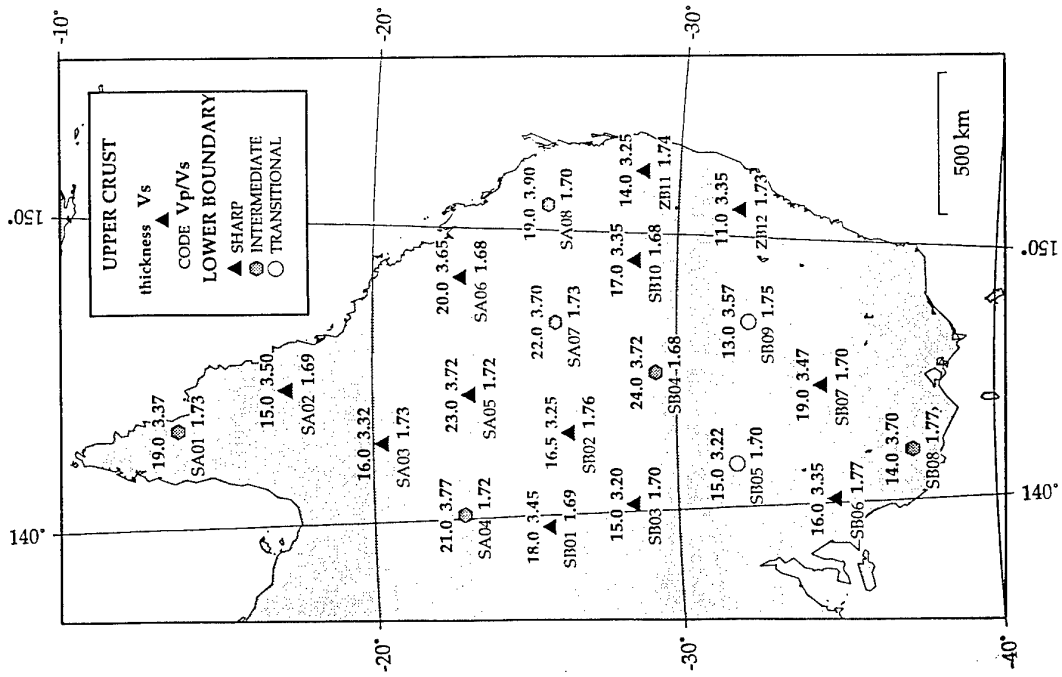 -10°
-20°
-30°
-40°
150°
140°
UPPER CRUST
thickness Vs
CODE Vp/Vs
LOWER BOUNDARY
SHARP
INTERMEDIATE
TRANSITIONAL
19.0 3.37
SA01 1.73
15.0 3.50
SA02 1.69
16.0 3.32
SA03 1.73
20.0 3.65
SA06 1.68
23.0 3.72
SA05 1.72
21.0 3.77
SA04 1.72
19.0 3.90
SA08 1.70
22.0 3.70
SA07 1.73
16.5 3.25
SB02 1.76
18.0 3.45
SB01 1.69
14.0 3.25
ZB11 1.74
17.0 3.35
SB10 1.68
24.0 3.72
SB04 1.68
15.0 3.20
SB03 1.70
11.0 3.35
ZB12 1.73
13.0 3.57
SB09 1.75
15.0 3.22
SB05 1.70
19.0 3.47
SB07 1.70
16.0 3.35
SB06 1.77
14.0 3.70
SB08 1.77
500 km
150°
140°
-10°
-20°
-30°
-40°